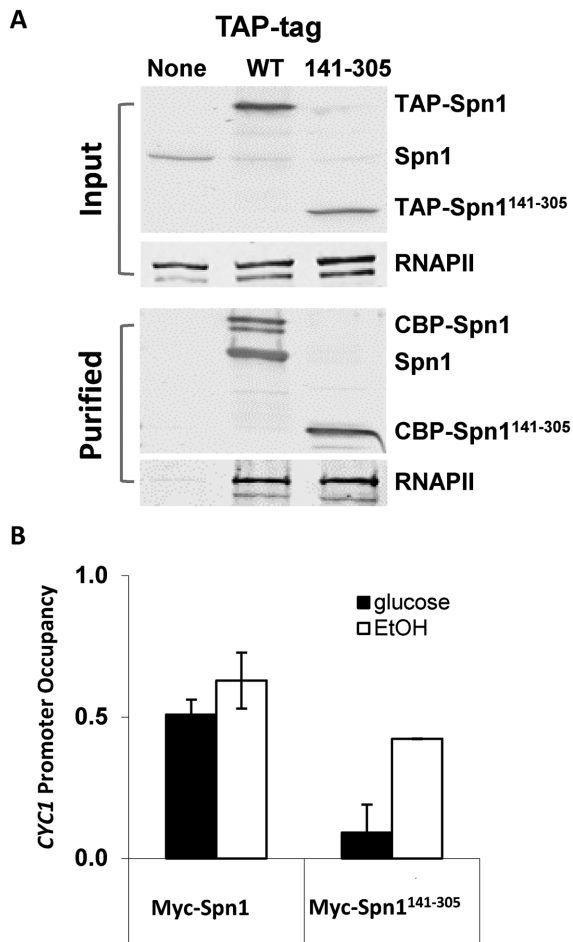 A
TAP-tag
None WT 141-305
Input
TAP-Spn1
Spn1
TAP-Spn1¹⁴¹⁻³⁰⁵
RNAPII
Purified
CBP-Spn1
Spn1
CBP-Spn1¹⁴¹⁻³⁰⁵
RNAPII
B
CYC1 Promoter Occupancy
1.0
0.5
0.0
glucose
EtOH
Myc-Spn1 Myc-Spn1¹⁴¹⁻³⁰⁵